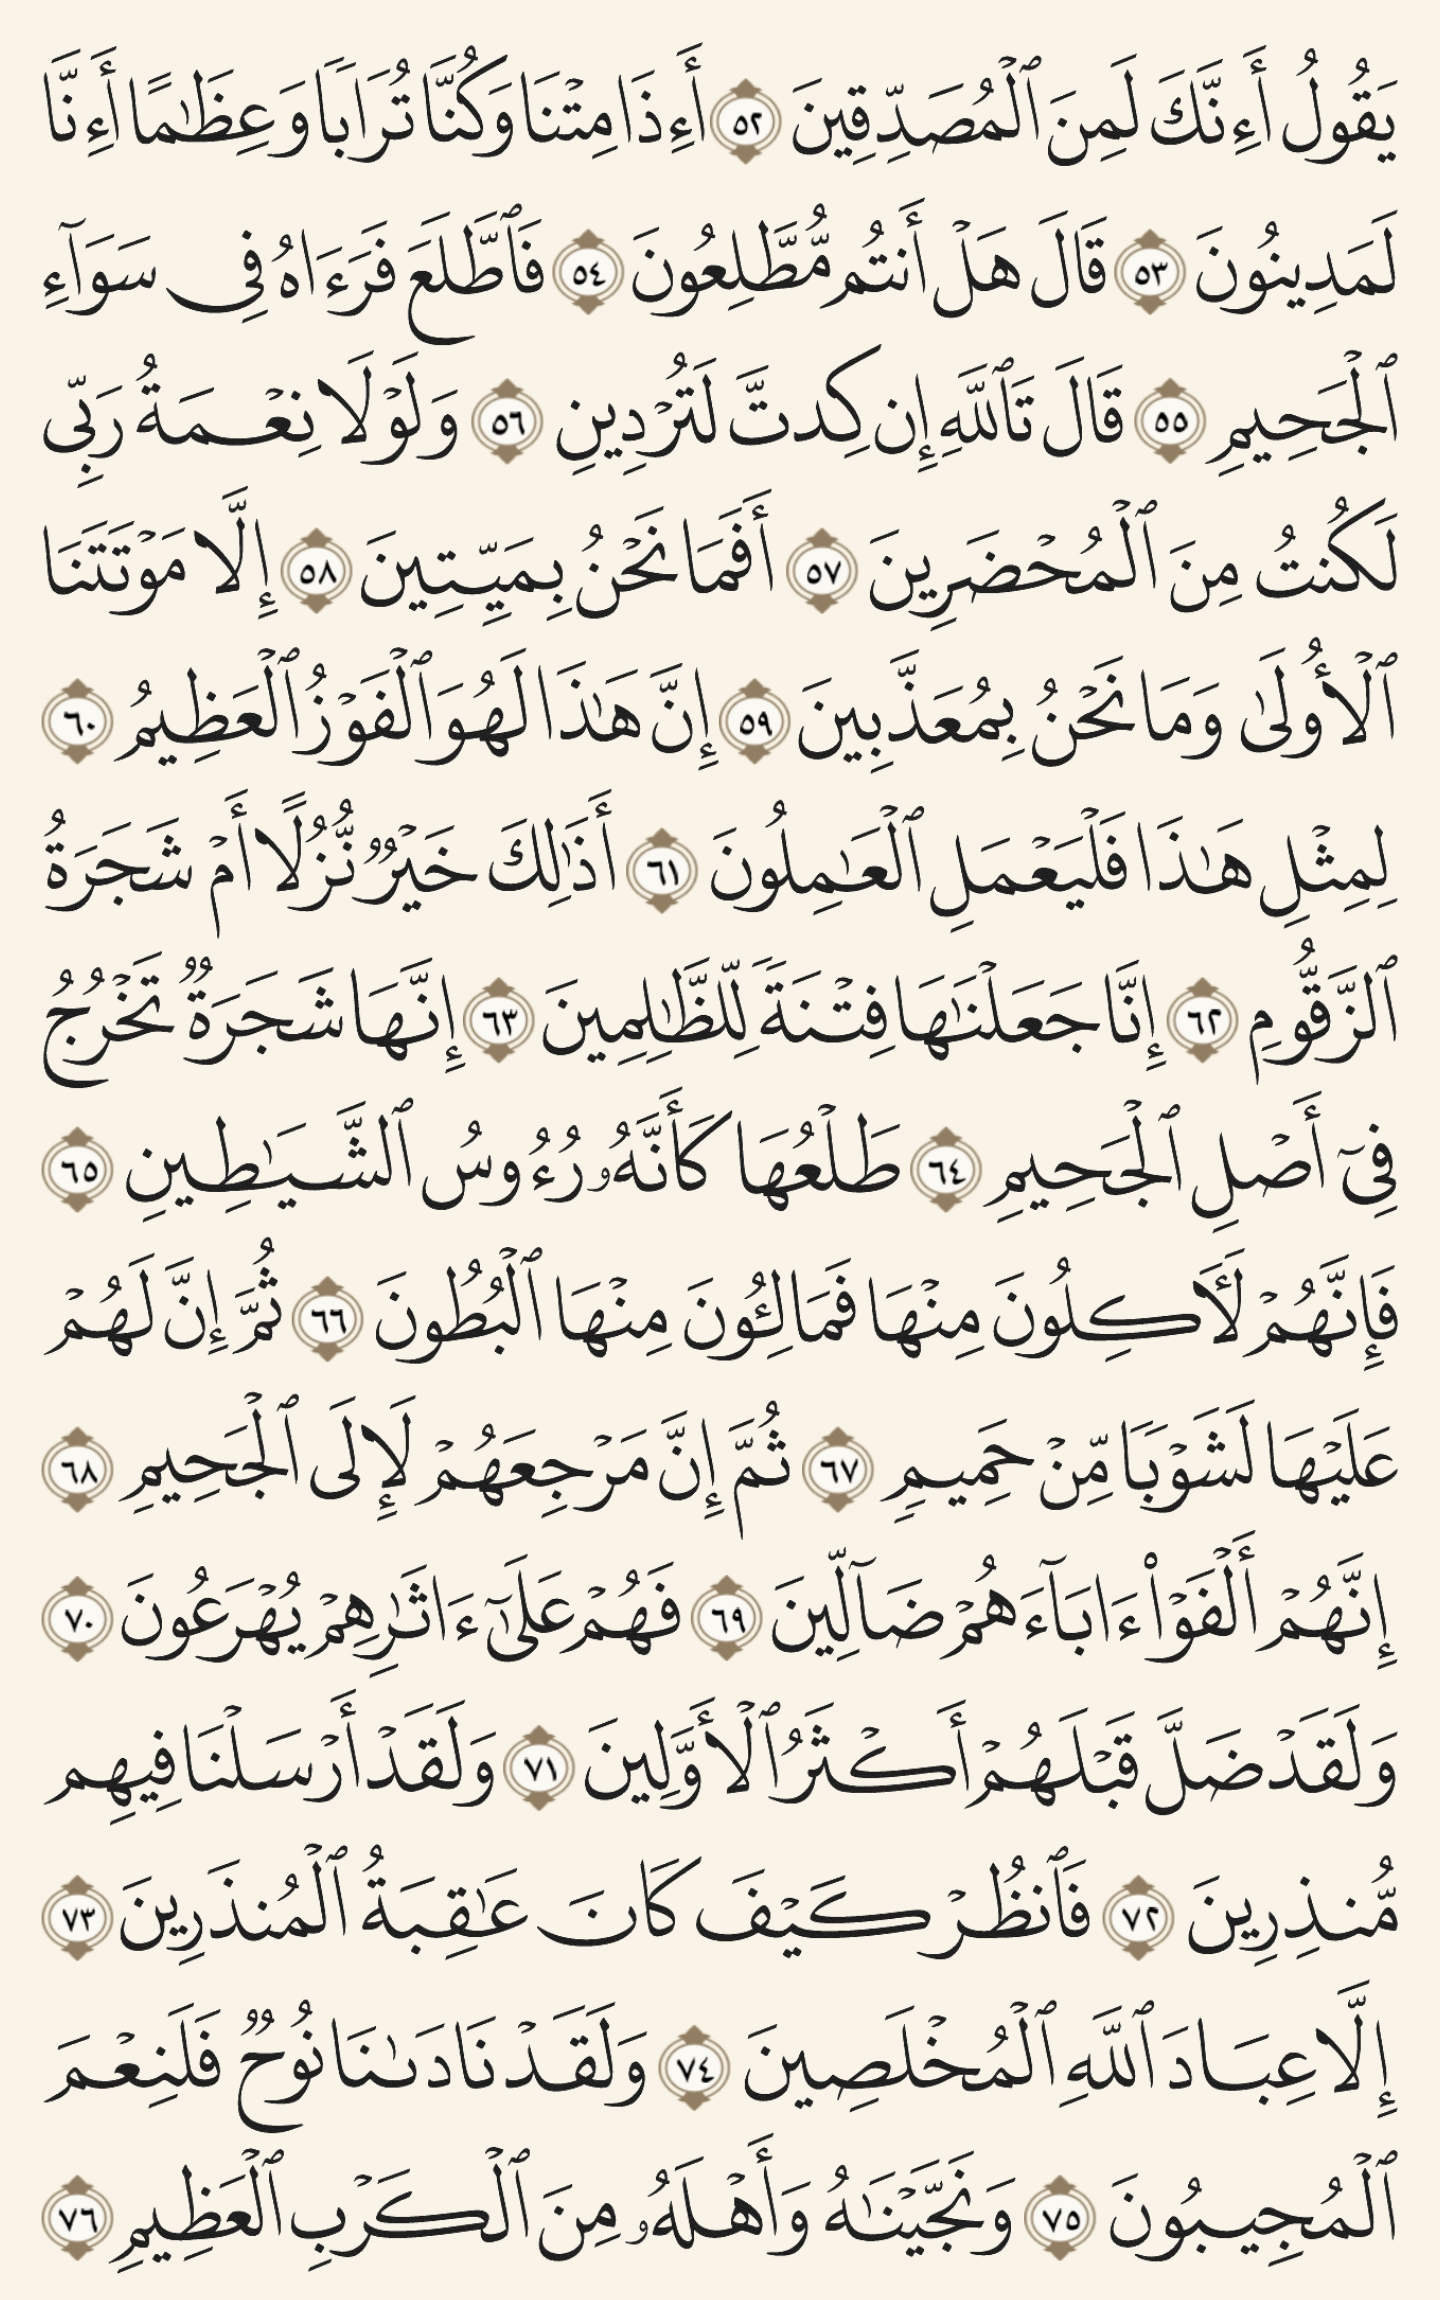 يَقُولُ أَءِنَّكَ لَمِنَ ٱلْمُصَدِّقِينَ ٥٢ أَءِذَا مِتْنَا وَكُنَّا تُرَابًا وَعِظَٰمًا أَءِنَّا
لَمَدِينُونَ ٥٣ قَالَ هَلْ أَنتُم مُّطَّلِعُونَ ٥٤ فَٱطَّلَعَ فَرَءَاهُ فِى سَوَآءِ
ٱلْجَحِيمِ ٥٥ قَالَ تَٱللَّهِ إِن كِدتَّ لَتُرْدِينِ ٥٦ وَلَوْلَا نِعْمَةُ رَبِّى
لَكُنتُ مِنَ ٱلْمُحْضَرِينَ ٥٧ أَفَمَا نَحْنُ بِمَيِّتِينَ ٥٨ إِلَّا مَوْتَتَنَا
ٱلْأُولَىٰ وَمَا نَحْنُ بِمُعَذَّبِينَ ٥٩ إِنَّ هَٰذَا لَهُوَ ٱلْفَوْزُ ٱلْعَظِيمُ ٦٠
لِمِثْلِ هَٰذَا فَلْيَعْمَلِ ٱلْعَٰمِلُونَ ٦١ أَذَٰلِكَ خَيْرٌ نُّزُلًا أَمْ شَجَرَةُ
ٱلزَّقُّومِ ٦٢ إِنَّا جَعَلْنَٰهَا فِتْنَةً لِّلظَّٰلِمِينَ ٦٣ إِنَّهَا شَجَرَةٌ تَخْرُجُ
فِىٓ أَصْلِ ٱلْجَحِيمِ ٦٤ طَلْعُهَا كَأَنَّهُۥ رُءُوسُ ٱلشَّيَٰطِينِ ٦٥
فَإِنَّهُمْ لَـَٔاكِلُونَ مِنْهَا فَمَالِـُٔونَ مِنْهَا ٱلْبُطُونَ ٦٦ ثُمَّ إِنَّ لَهُمْ
عَلَيْهَا لَشَوْبًا مِّنْ حَمِيمٍ ٦٧ ثُمَّ إِنَّ مَرْجِعَهُمْ لَإِلَى ٱلْجَحِيمِ ٦٨
إِنَّهُمْ أَلْفَوْا۟ ءَابَآءَهُمْ ضَآلِّينَ ٦٩ فَهُمْ عَلَىٰٓ ءَاثَٰرِهِمْ يُهْرَعُونَ ٧٠
وَلَقَدْ ضَلَّ قَبْلَهُمْ أَكْثَرُ ٱلْأَوَّلِينَ ٧١ وَلَقَدْ أَرْسَلْنَا فِيهِم
مُّنذِرِينَ ٧٢ فَٱنظُرْ كَيْفَ كَانَ عَٰقِبَةُ ٱلْمُنذَرِينَ ٧٣
إِلَّا عِبَادَ ٱللَّهِ ٱلْمُخْلَصِينَ ٧٤ وَلَقَدْ نَادَىٰنَا نُوحٌ فَلَنِعْمَ
ٱلْمُجِيبُونَ ٧٥ وَنَجَّيْنَٰهُ وَأَهْلَهُۥ مِنَ ٱلْكَرْبِ ٱلْعَظِيمِ ٧٦